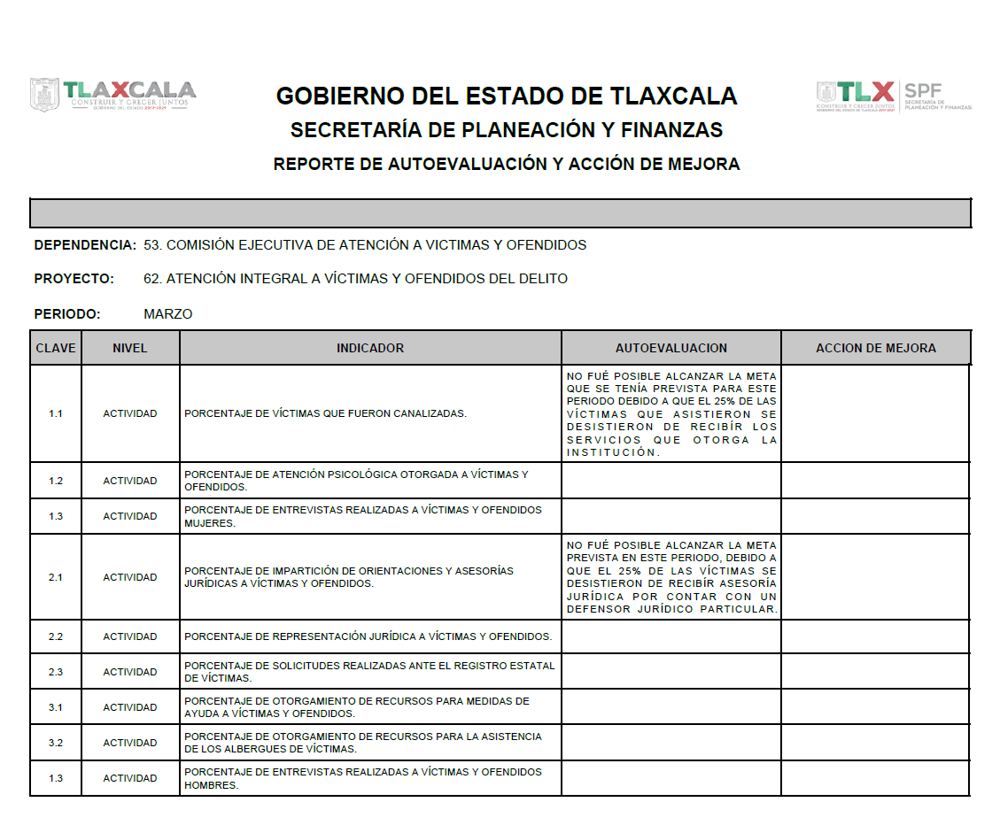 TLAXCALA
CONSTRUIR Y CRECER JUNTOS
GOBIERNO DEL ESTADO 2017-2021
GOBIERNO DEL ESTADO DE TLAXCALA
SECRETARÍA DE PLANEACIÓN Y FINANZAS
REPORTE DE AUTOEVALUACIÓN Y ACCIÓN DE MEJORA
TLX
CONSTRUIR Y CRECER JUNTOS
GOBIERNO DEL ESTADO DE TLAXCALA 2017-2021
SPF
SECRETARÍA DE
PLANEACIÓN Y FINANZAS
DEPENDENCIA: 53. COMISIÓN EJECUTIVA DE ATENCIÓN A VICTIMAS Y OFENDIDOS
PROYECTO: 62. ATENCIÓN INTEGRAL A VÍCTIMAS Y OFENDIDOS DEL DELITO
PERIODO: MARZO
CLAVE NIVEL INDICADOR AUTOEVALUACION ACCION DE MEJORA
1.1 ACTIVIDAD PORCENTAJE DE VÍCTIMAS QUE FUERON CANALIZADAS.
NO FUÉ POSIBLE ALCANZAR LA META
QUE SE TENÍA PREVISTA PARA ESTE
PERIODO DEBIDO A QUE EL 25% DE LAS
VÍCTIMAS QUE ASISTIERON SE
DESISTIERON DE RECIBÍR LOS
SERVICIOS QUE OTORGA LA
INSTITUCIÓN.
1.2 ACTIVIDAD PORCENTAJE DE ATENCIÓN PSICOLÓGICA OTORGADA A VÍCTIMAS Y
OFENDIDOS.
1.3 ACTIVIDAD PORCENTAJE DE ENTREVISTAS REALIZADAS A VÍCTIMAS Y OFENDIDOS
MUJERES.
2.1 ACTIVIDAD PORCENTAJE DE IMPARTICIÓN DE ORIENTACIONES Y ASESORÍAS
JURÍDICAS A VÍCTIMAS Y OFENDIDOS.
NO FUÉ POSIBLE ALCANZAR LA META
PREVISTA EN ESTE PERIODO, DEBIDO A
QUE EL 25% DE LAS VÍCTIMAS SE
DESISTIERON DE RECIBÍR ASESORÍA
JURÍDICA POR CONTAR CON UN
DEFENSOR JURÍDICO PARTICULAR.
2.2 ACTIVIDAD PORCENTAJE DE REPRESENTACIÓN JURÍDICA A VÍCTIMAS Y OFENDIDOS.
2.3 ACTIVIDAD PORCENTAJE DE SOLICITUDES REALIZADAS ANTE EL REGISTRO ESTATAL
DE VÍCTIMAS.
3.1 ACTIVIDAD PORCENTAJE DE OTORGAMIENTO DE RECURSOS PARA MEDIDAS DE
AYUDA A VÍCTIMAS Y OFENDIDOS.
3.2 ACTIVIDAD PORCENTAJE DE OTORGAMIENTO DE RECURSOS PARA LA ASISTENCIA
DE LOS ALBERGUES DE VÍCTIMAS.
1.3 ACTIVIDAD PORCENTAJE DE ENTREVISTAS REALIZADAS A VÍCTIMAS Y OFENDIDOS
HOMBRES.